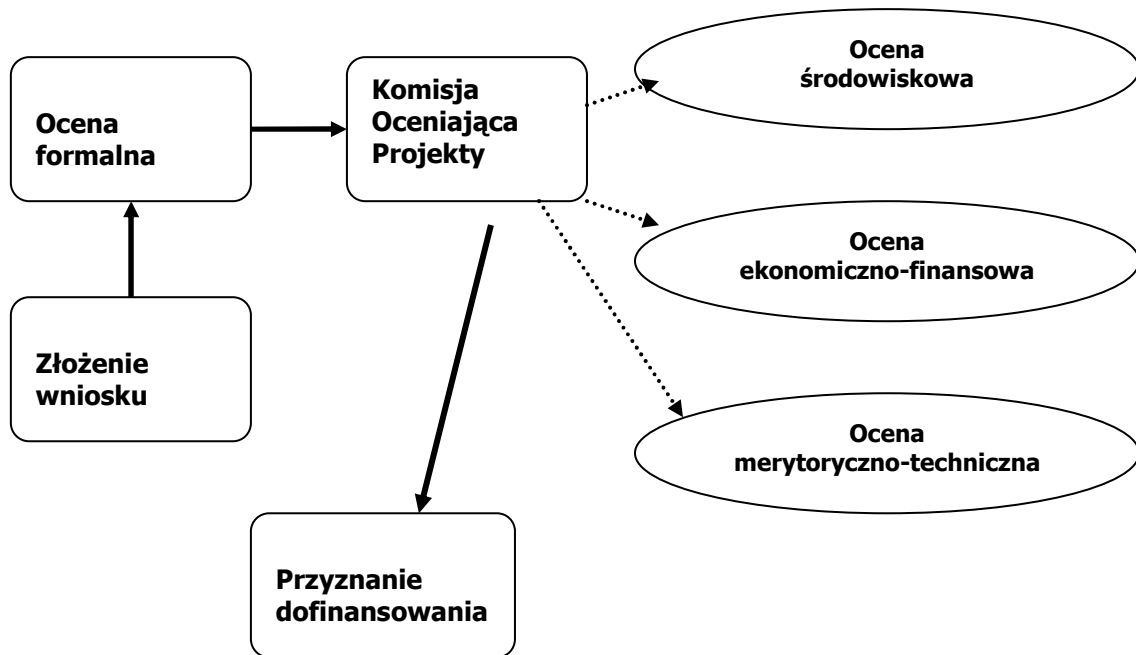 Ocena
formalna
Komisja
Oceniająca
Projekty
Ocena
środowiskowa
Ocena
ekonomiczno-finansowa
Złożenie
wniosku
Ocena
merytoryczno-techniczna
Przyznanie
dofinansowania